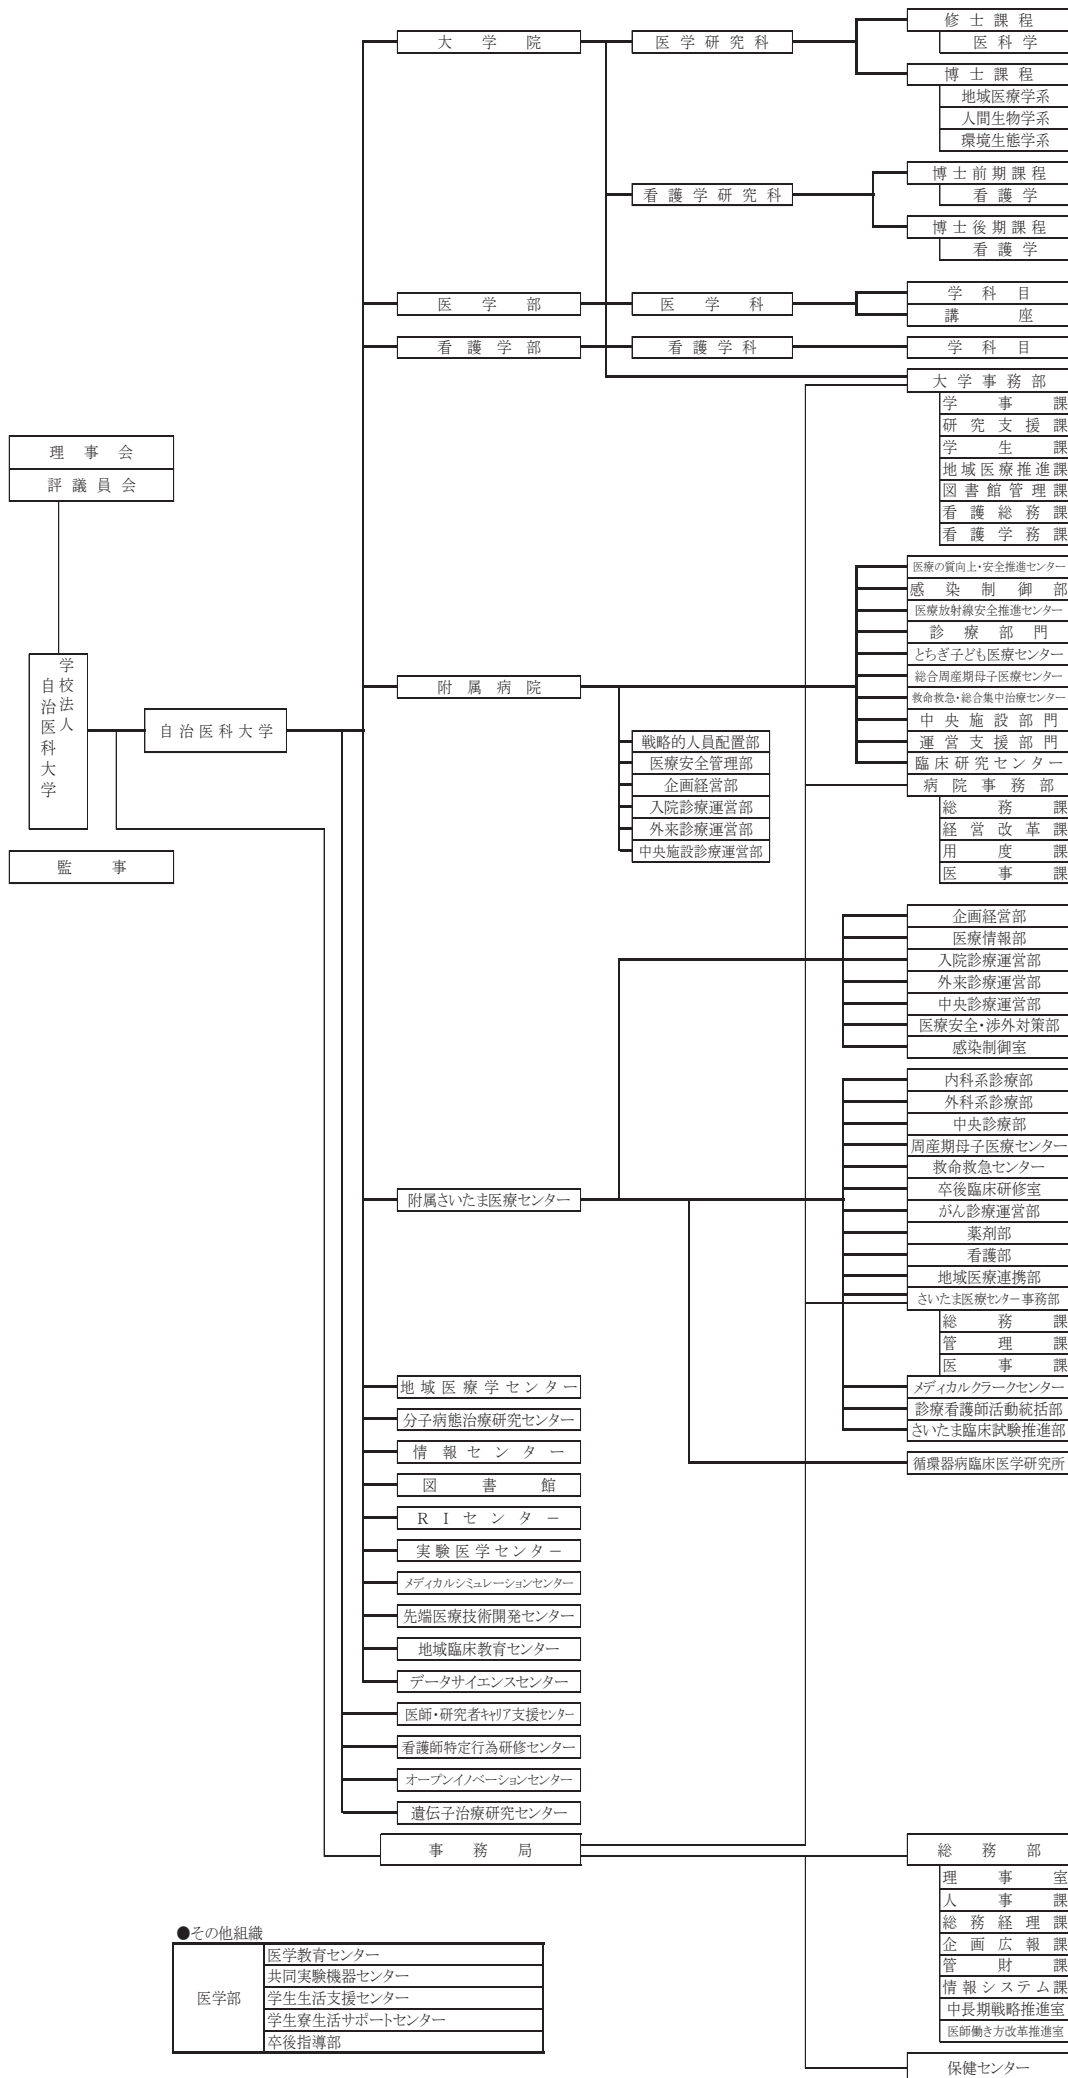 理事会
評議員会
学校法人
自治医科大学
監事
自治医科大学
大学院
医学研究科
修士課程
医科学
博士課程
地域医療学系
人間生物学系
環境生態学系
看護学研究科
博士前期課程
看護学
博士後期課程
看護学
医学部
医学科
学科目
講座
看護学部
看護学科
学科目
大学事務部
学事課
研究支援課
学生課
地域医療推進課
図書館管理課
看護総務課
看護学務課
附属病院
戦略的人員配置部
医療安全管理部
企画経営部
入院診療運営部
外来診療運営部
中央施設診療運営部
医療の質向上・安全推進センター
感染制御部
医療放射線安全推進センター
診療部門
とちぎ子ども医療センター
総合周産期母子医療センター
救命救急・総合集中治療センター
中央施設部門
運営支援部門
臨床研究センター
病院事務部
総務課
経営改革課
用度課
医事課
附属さいたま医療センター
企画経営部
医療情報部
入院診療運営部
外来診療運営部
中央診療運営部
医療安全・渉外対策部
感染制御室
内科系診療部
外科系診療部
中央診療部
周産期母子医療センター
救命救急センター
卒後臨床研修室
がん診療運営部
薬剤部
看護部
地域医療連携部
さいたま医療センター事務部
総務課
管理課
医事課
メディカルクラークセンター
診療看護師活動統括部
さいたま臨床試験推進部
循環器病臨床医学研究所
地域医療学センター
分子病態治療研究センター
情報センター
図書館
RIセンター
実験医学センター
メディカルシミュレーションセンター
先端医療技術開発センター
地域臨床教育センター
データサイエンスセンター
医師・研究者キャリア支援センター
看護師特定行為研修センター
オープンイノベーションセンター
遺伝子治療研究センター
事務局
総務部
理事室
人事課
総務経理課
企画広報課
管財課
情報システム課
中長期戦略推進室
医師働き方改革推進室
保健センター
●その他組織
医学部
医学教育センター
共同実験機器センター
学生生活支援センター
学生寮生活サポートセンター
卒後指導部